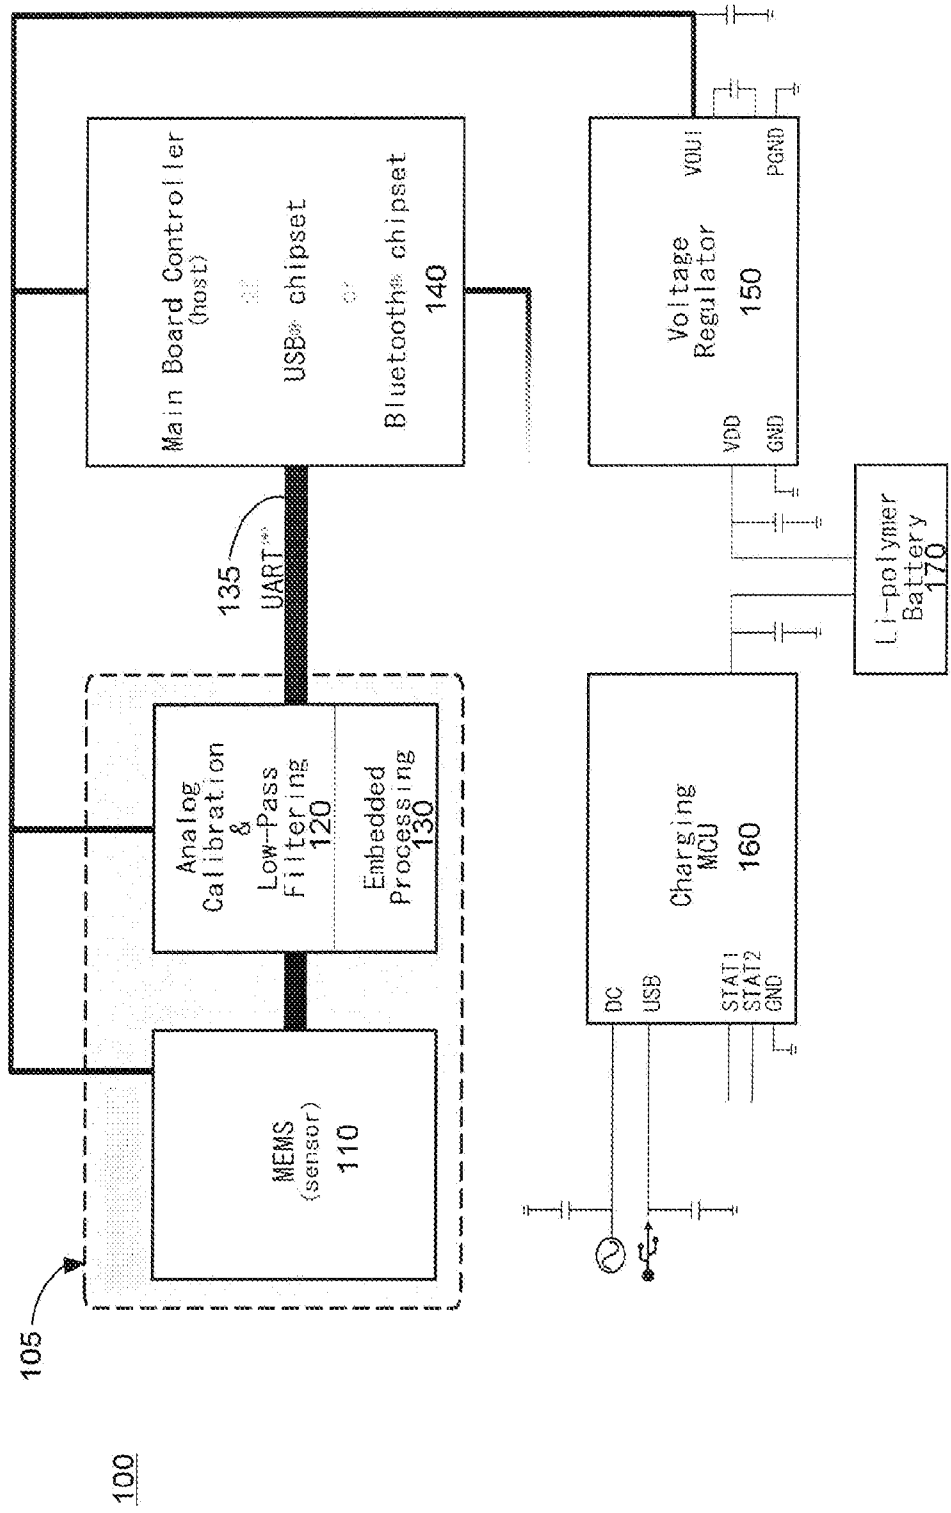 100
105
MEMS
(sensor)
110
Analog
Calibration
&
Low-Pass
Filtering
120
Embedded
Processing
130
135
UART
Main Board Controller
(host)
or
USB® chipset
or
Bluetooth® chipset
140
DC
USB
STAT1
STAT2
GND
Charging
MCU
160
Li-polymer
Battery
170
VDD
GND
Voltage
Regulator
150
VOUT
PGND